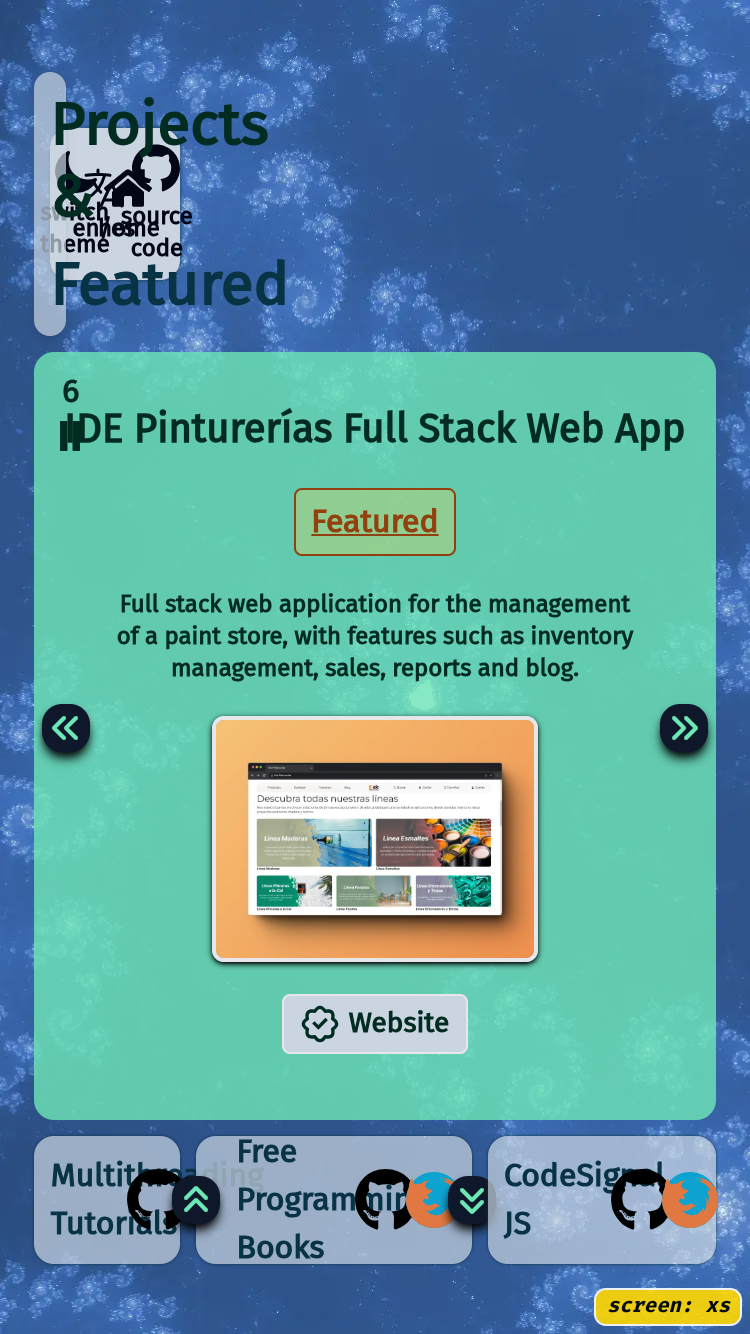 Projects
&
switch
theme
en
es
home
source
code
Featured
6
IDE Pinturerías Full Stack Web App
Featured
Full stack web application for the management
of a paint store, with features such as inventory
management, sales, reports and blog.
Descubra todas nuestras líneas
Línea Maderas
Línea Esmaltes
Website
Multithreading
Tutorials
Free
Programming
Books
CodeSignal
JS
screen: xs